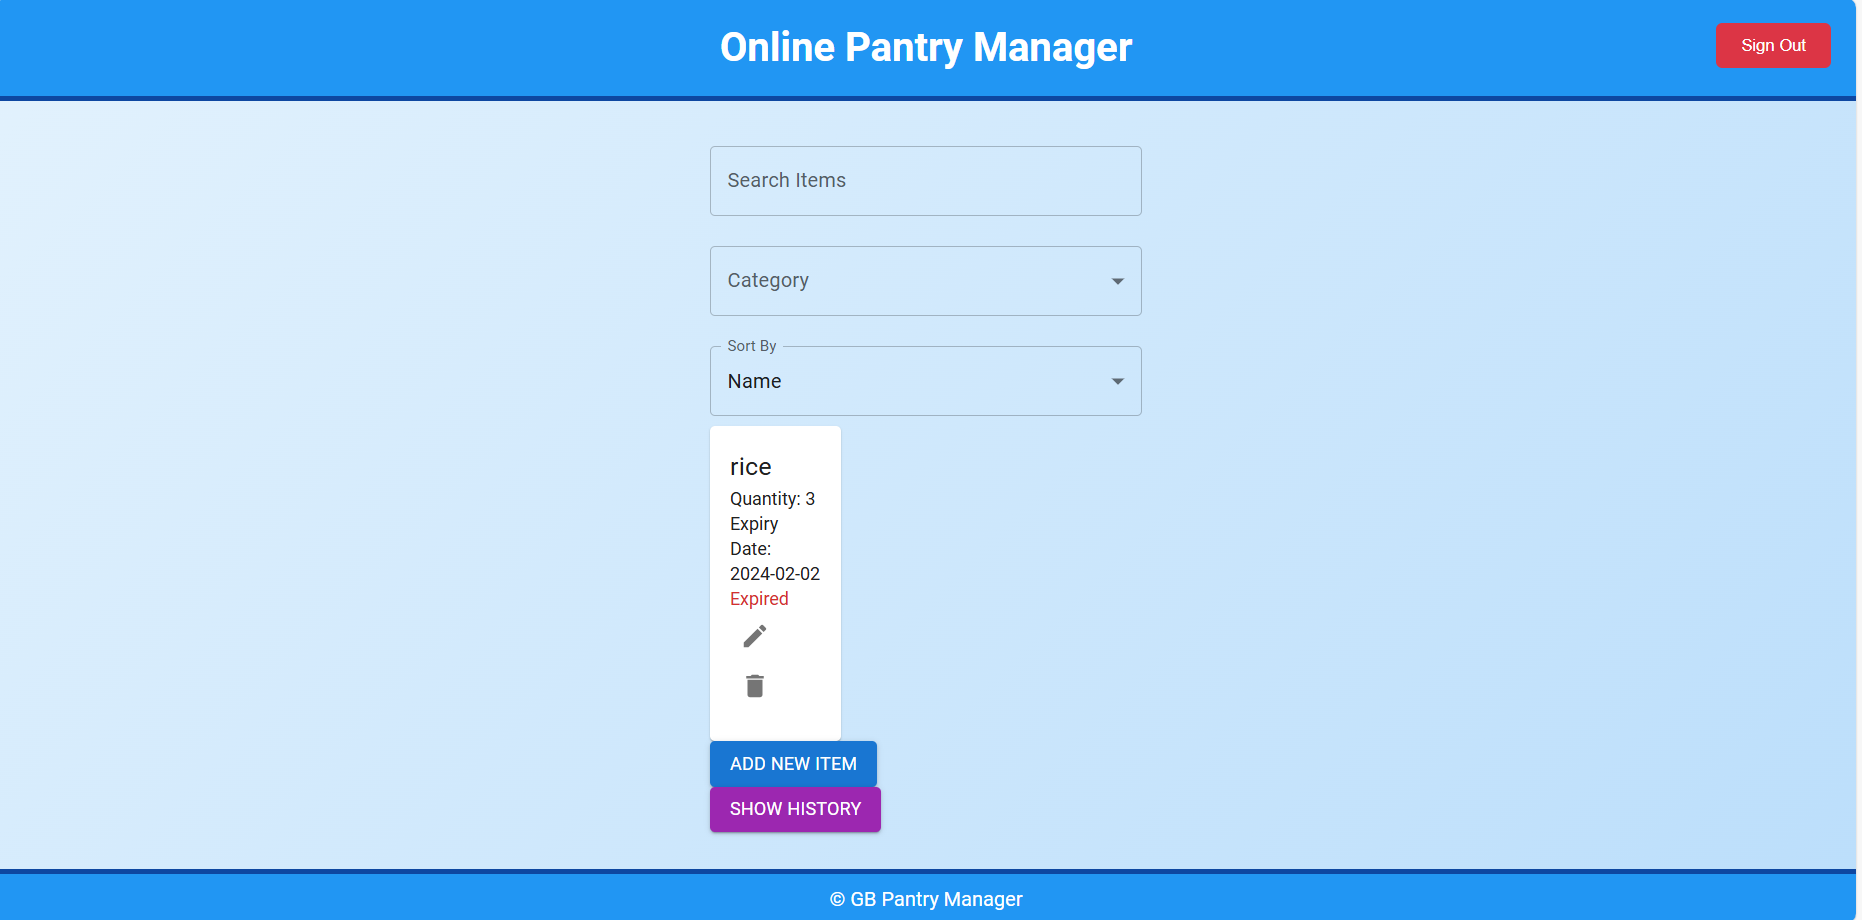 Online Pantry Manager
Sign Out
Search Items
Category
Sort By
Name
rice
Quantity: 3
Expiry
Date:
2024-02-02
Expired
ADD NEW ITEM
SHOW HISTORY
© GB Pantry Manager